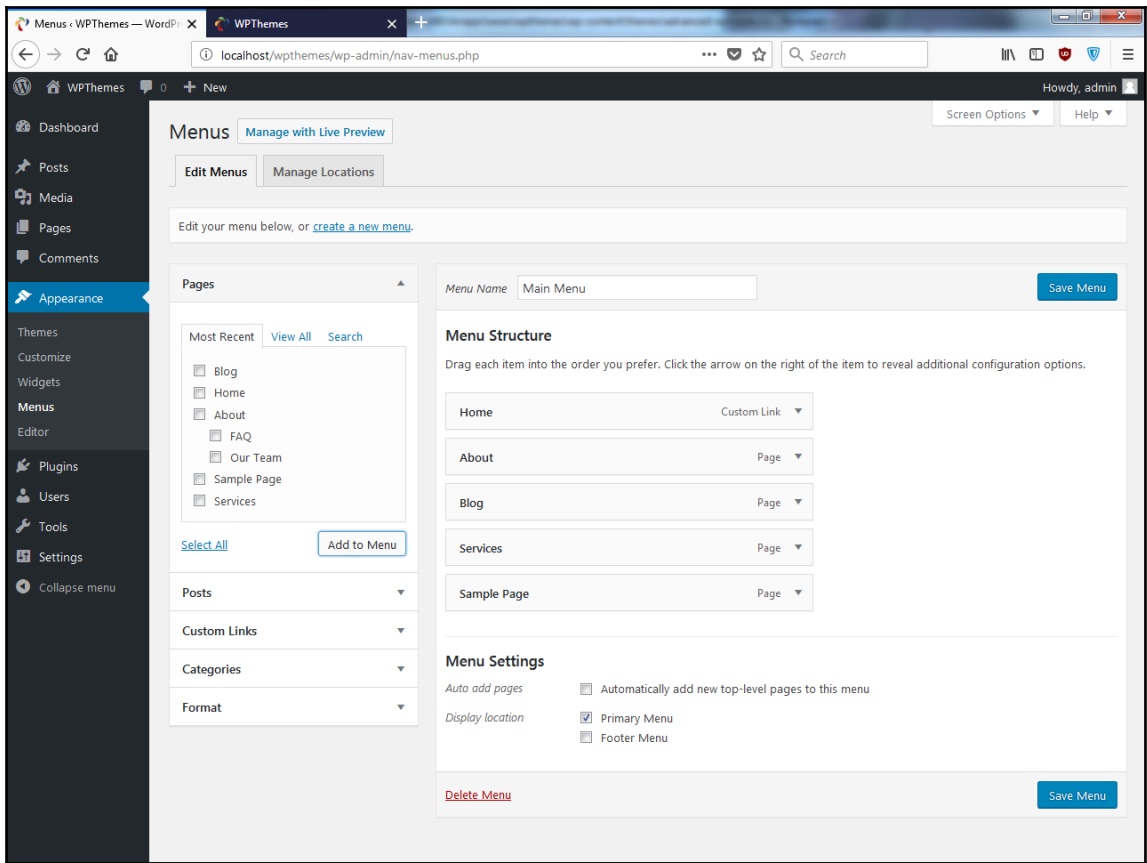 Menus ‹ WPThemes — WordPr
WPThemes
localhost/wpthemes/wp-admin/nav-menus.php
Search
WPThemes 0 + New
Howdy, admin
Dashboard
Posts
Media
Pages
Comments
Appearance
Themes
Customize
Widgets
Menus
Editor
Plugins
Users
Tools
Settings
Collapse menu
Screen Options
Help
Menus
Manage with Live Preview
Edit Menus
Manage Locations
Edit your menu below, or create a new menu.
Pages
Most Recent View All Search
Blog
Home
About
FAQ
Our Team
Sample Page
Services
Select All
Add to Menu
Posts
Custom Links
Categories
Format
Menu Name Main Menu
Save Menu
Menu Structure
Drag each item into the order you prefer. Click the arrow on the right of the item to reveal additional configuration options.
Home Custom Link
About Page
Blog Page
Services Page
Sample Page Page
Menu Settings
Auto add pages Automatically add new top-level pages to this menu
Display location Primary Menu
Footer Menu
Delete Menu
Save Menu